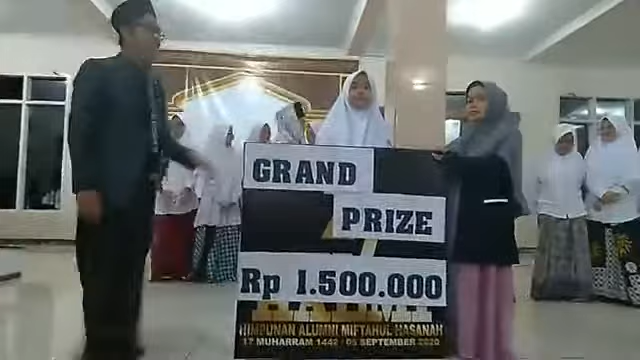 GRAND
PRIZE
Rp 1.500.000
HIMPUNAN ALUMNI MIFTAHUL HASANAH
17 MUHARRAM 1442 - 05 SEPTEMBER 2020